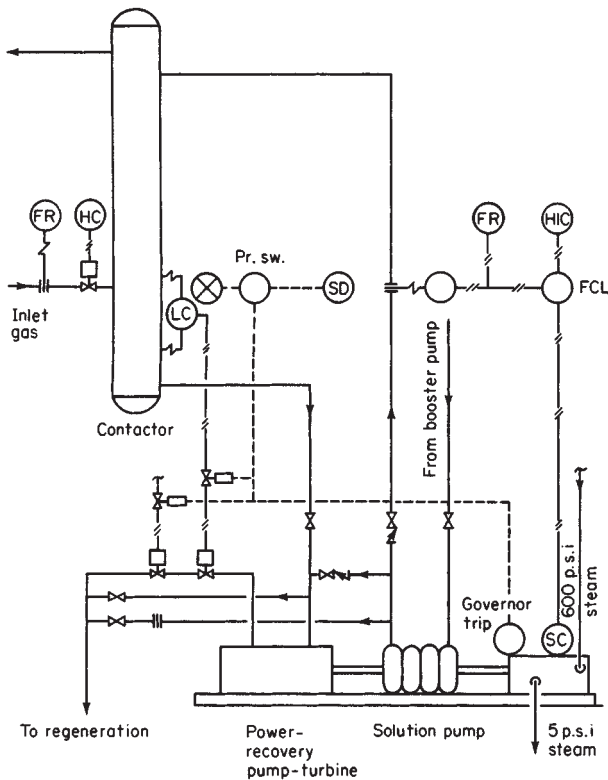 FR
HC
Pr. sw.
FR
HIC
SD
FCL
LC
Inlet
gas
From booster pump
Contactor
600 p.s.i
steam
Governor
trip
SC
To regeneration
Power-
recovery
pump-turbine
Solution pump
5 p.s.i
steam